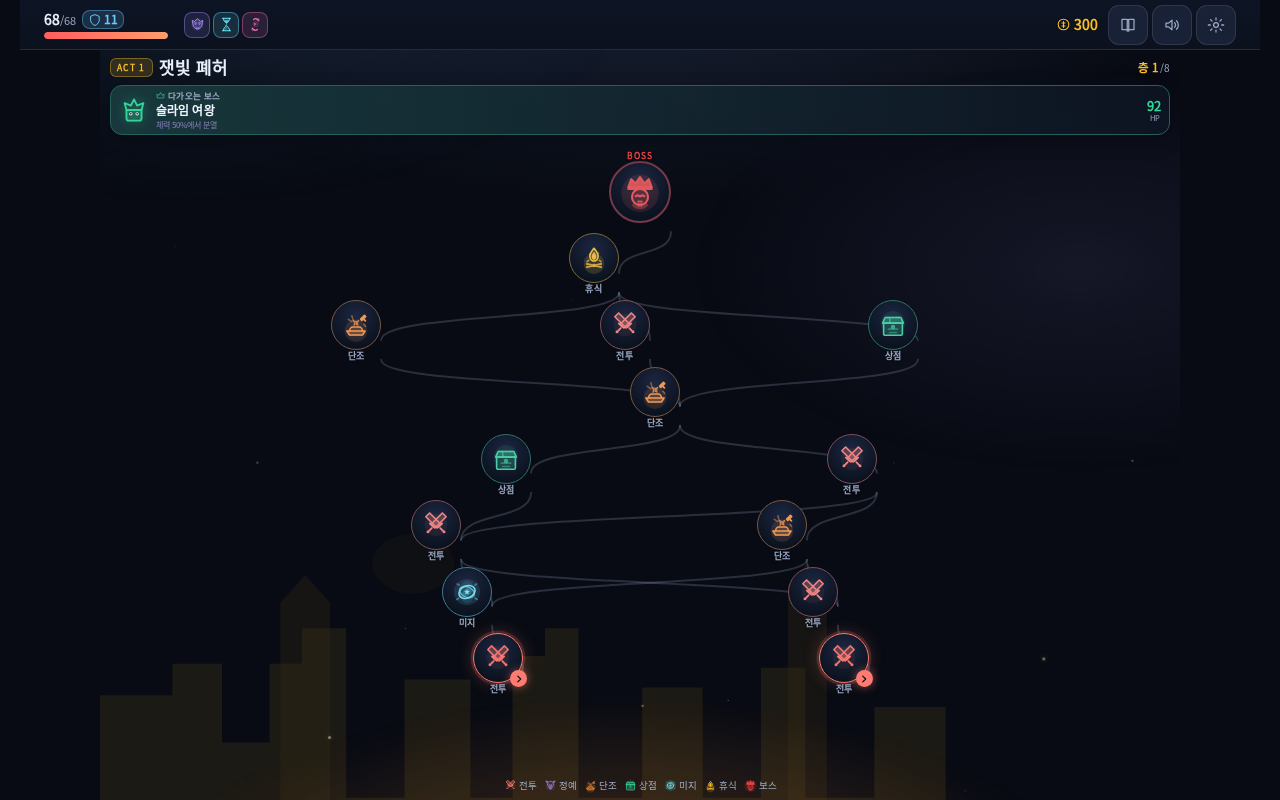 68/68 11 300
ACT 1 잿빛 폐허 층 1/8
다가오는 보스
슬라임 여왕
체력 50%에서 분열
92
HP
BOSS
휴식
단조 전투 상점
단조
상점 전투
전투 단조
미지 전투
전투 전투
전투 정예 단조 상점 미지 휴식 보스